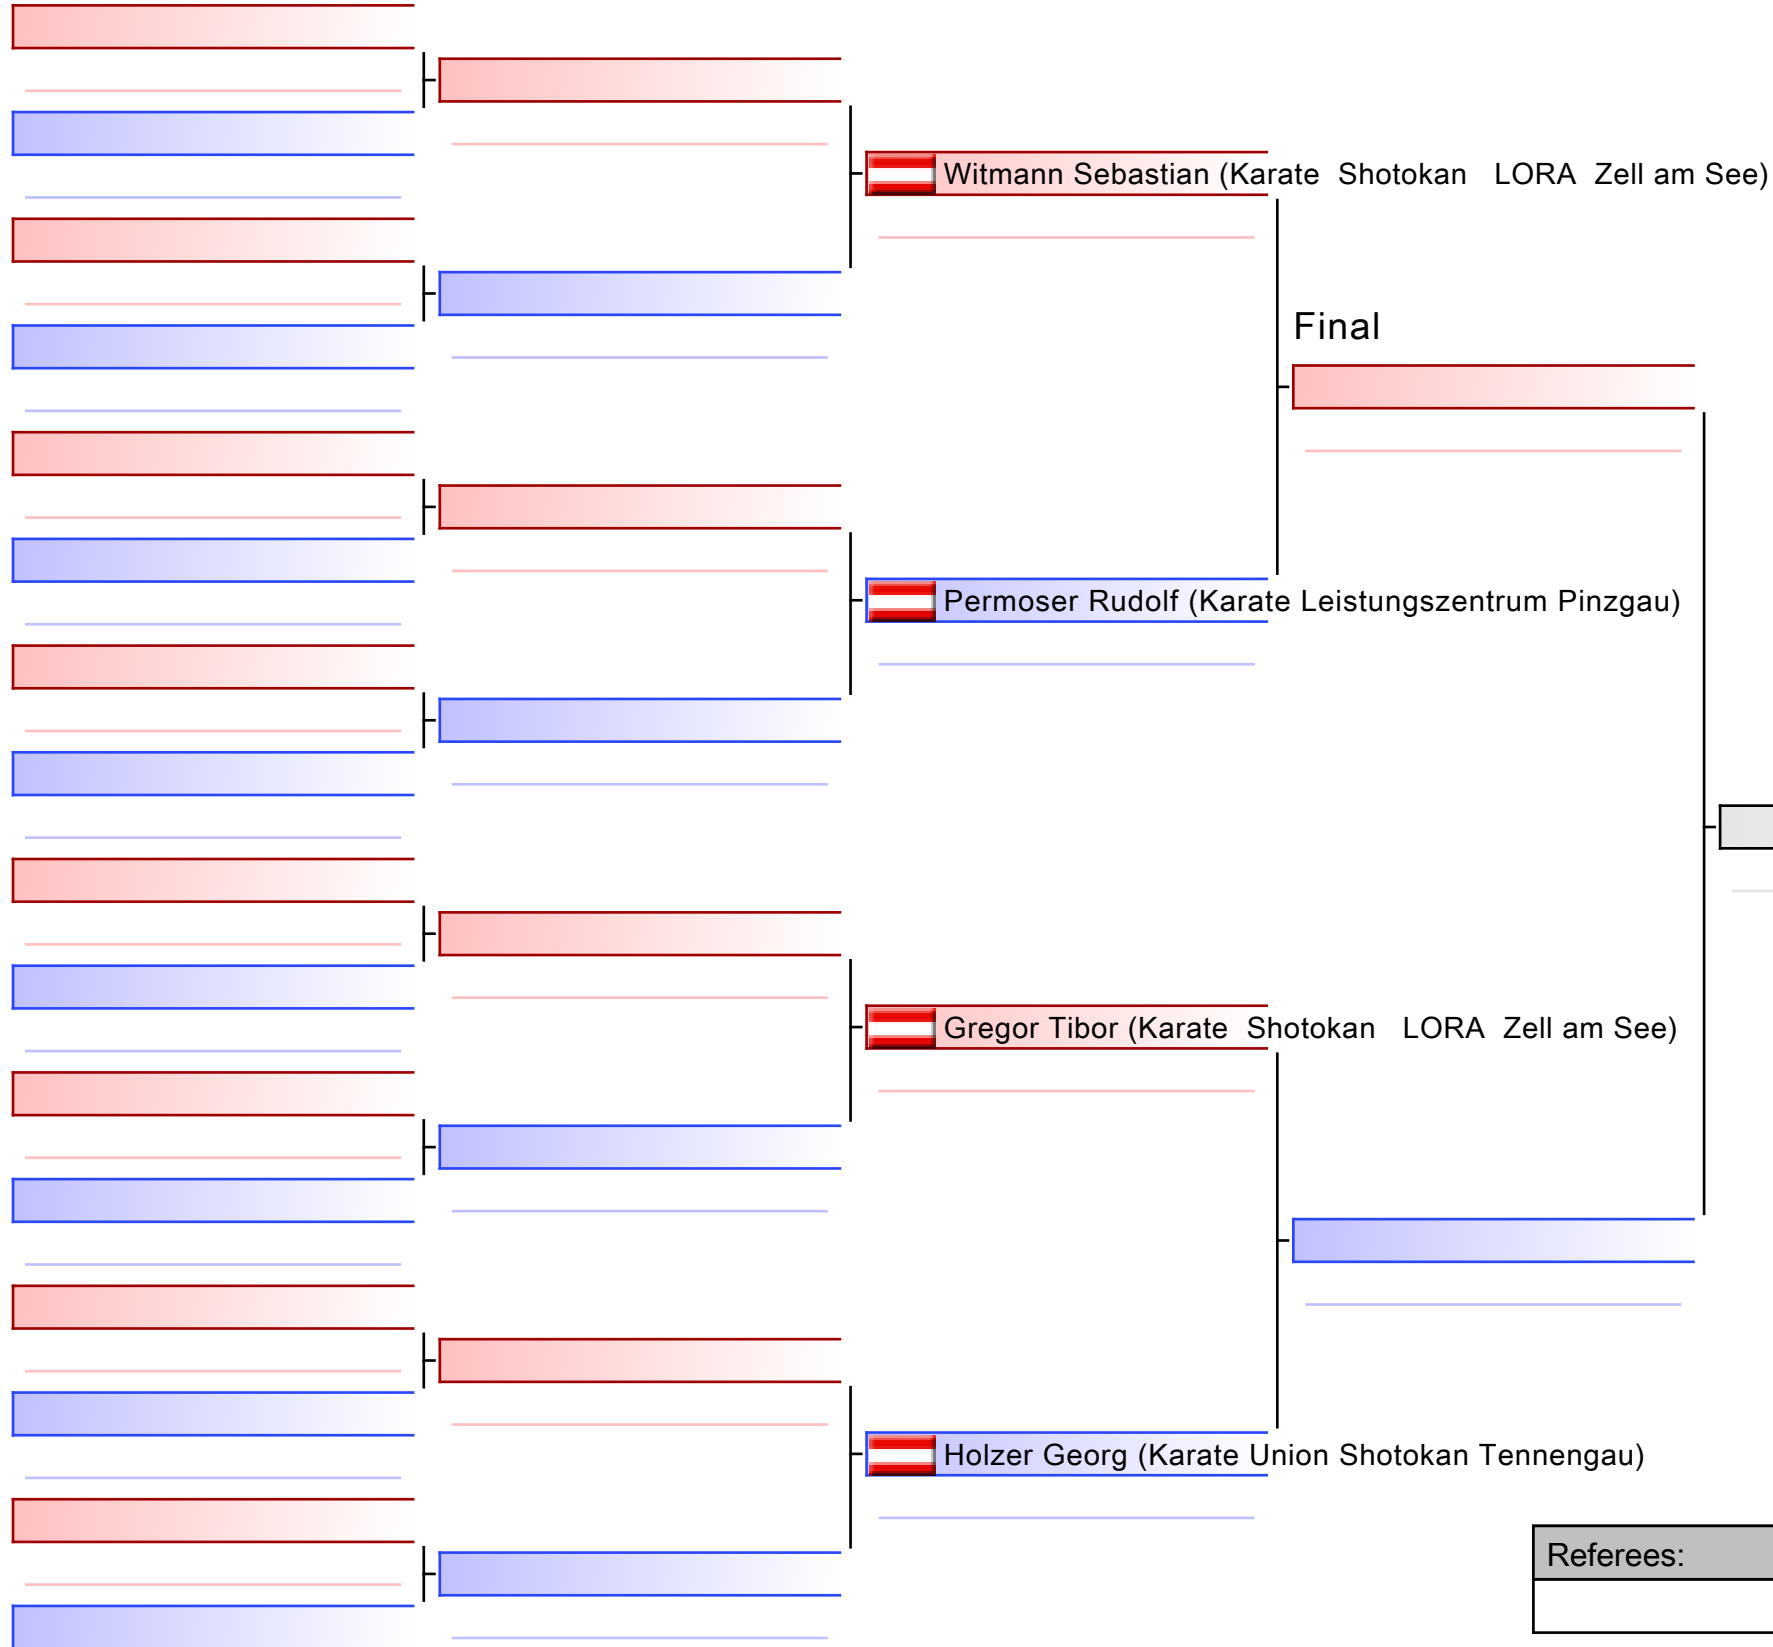 Witmann Sebastian (Karate  Shotokan   LORA  Zell am See)
Final
Permoser Rudolf (Karate Leistungszentrum Pinzgau)
Gregor Tibor (Karate  Shotokan   LORA  Zell am See)
Holzer Georg (Karate Union Shotokan Tennengau)
Referees: